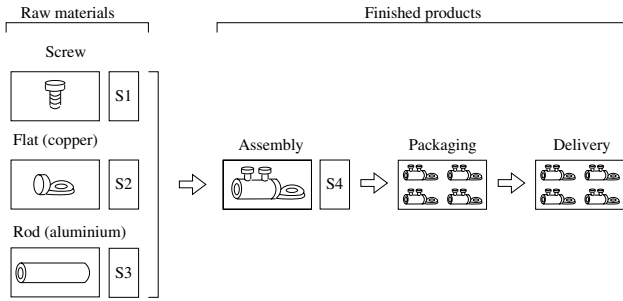 Raw materials
Finished products
Screw
S1
Flat (copper)
Assembly
Packaging
Delivery
S2
S4
Rod (aluminium)
S3